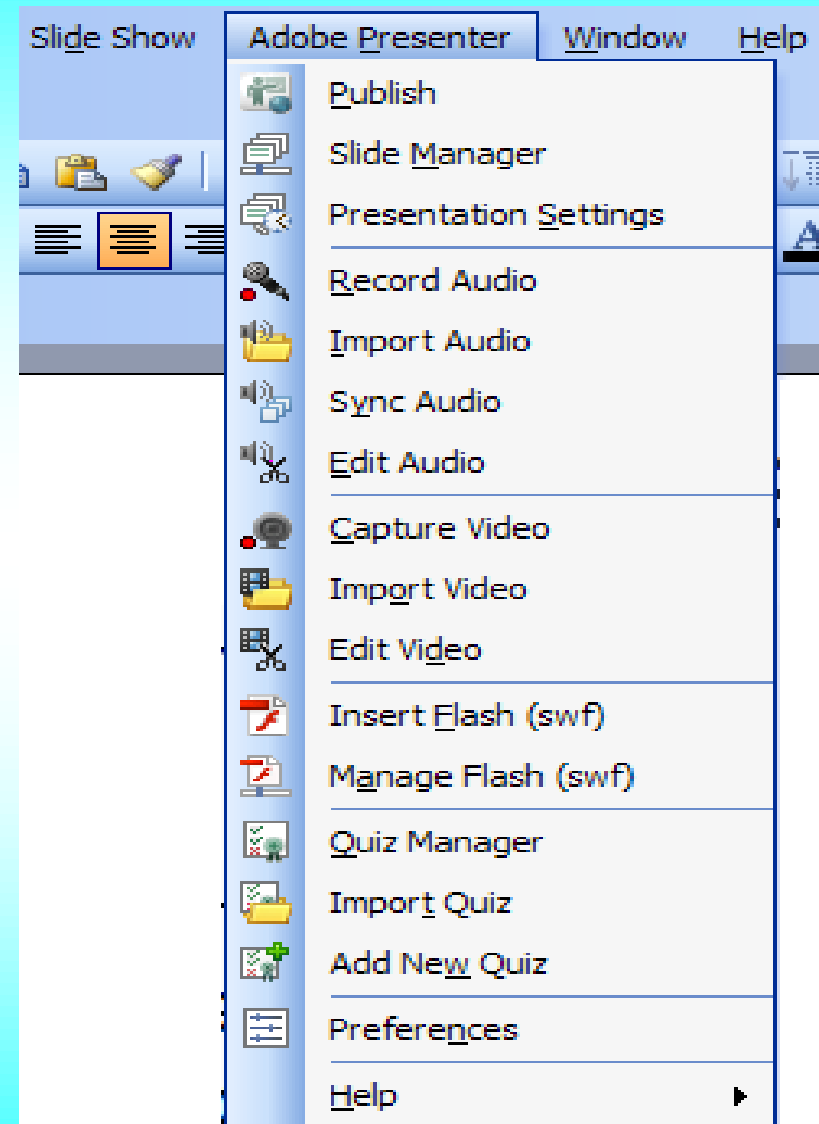 Slide Show Adobe Presenter Window Help
Publish
Slide Manager
Presentation Settings
Record Audio
Import Audio
Sync Audio
Edit Audio
Capture Video
Import Video
Edit Video
Insert Flash (swf)
Manage Flash (swf)
Quiz Manager
Import Quiz
Add New Quiz
Preferences
Help